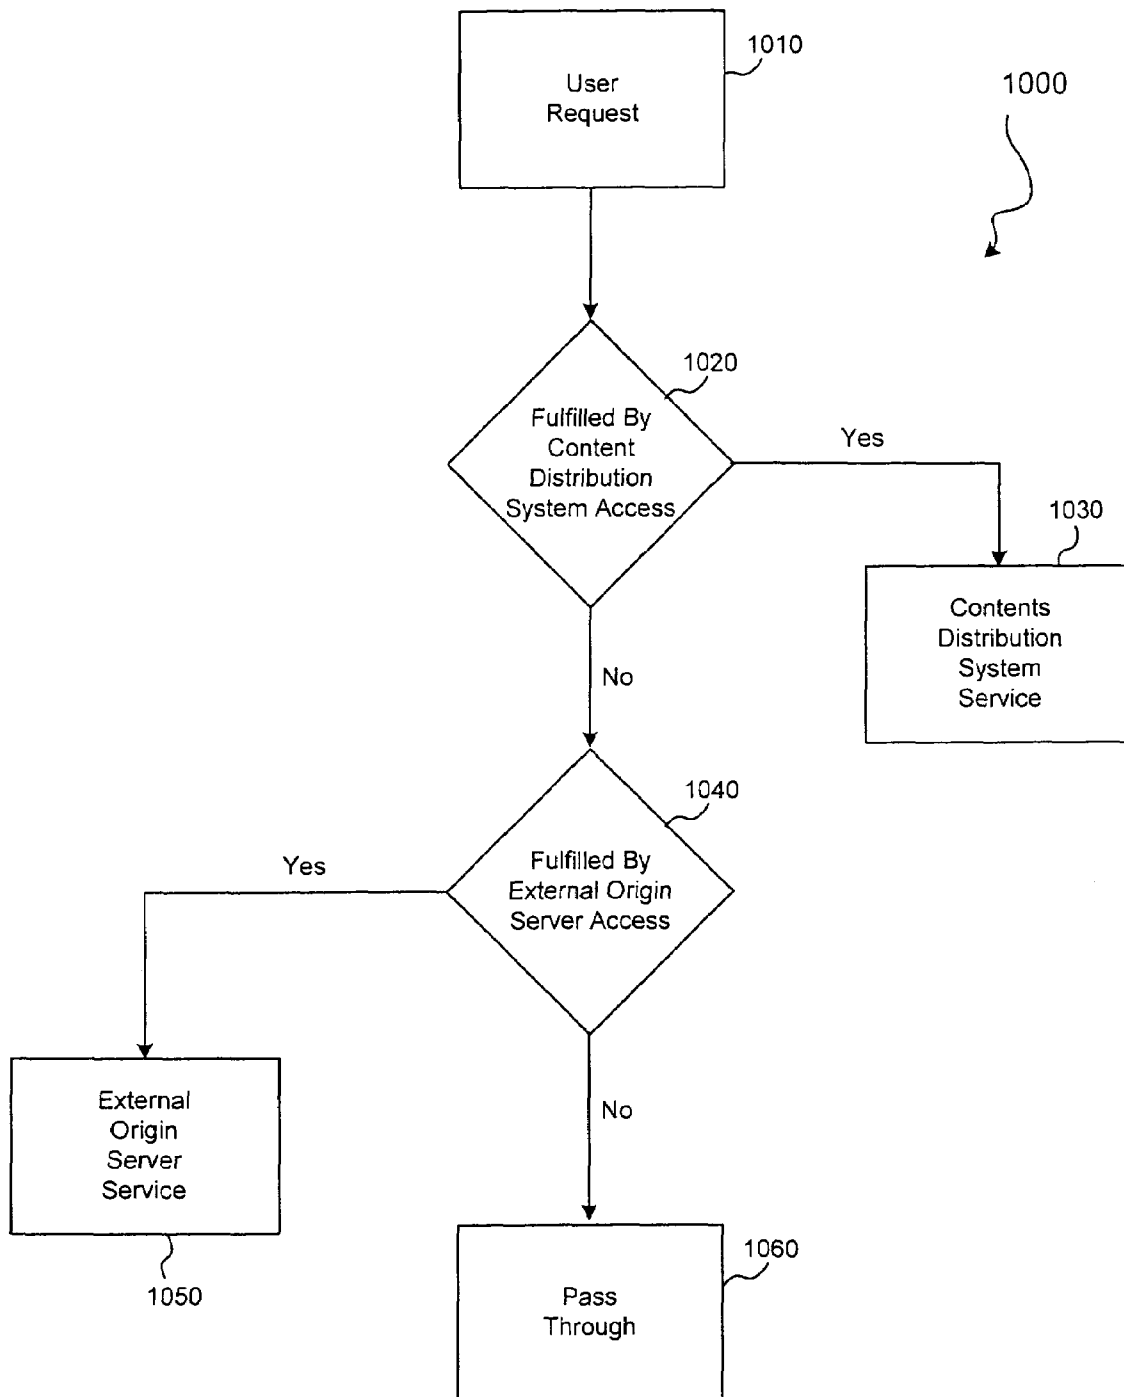 User
Request
1010
1000
Fulfilled By
Content
Distribution
System Access
1020
Yes
Contents
Distribution
System
Service
1030
No
Fulfilled By
External Origin
Server Access
1040
Yes
External
Origin
Server
Service
1050
No
Pass
Through
1060